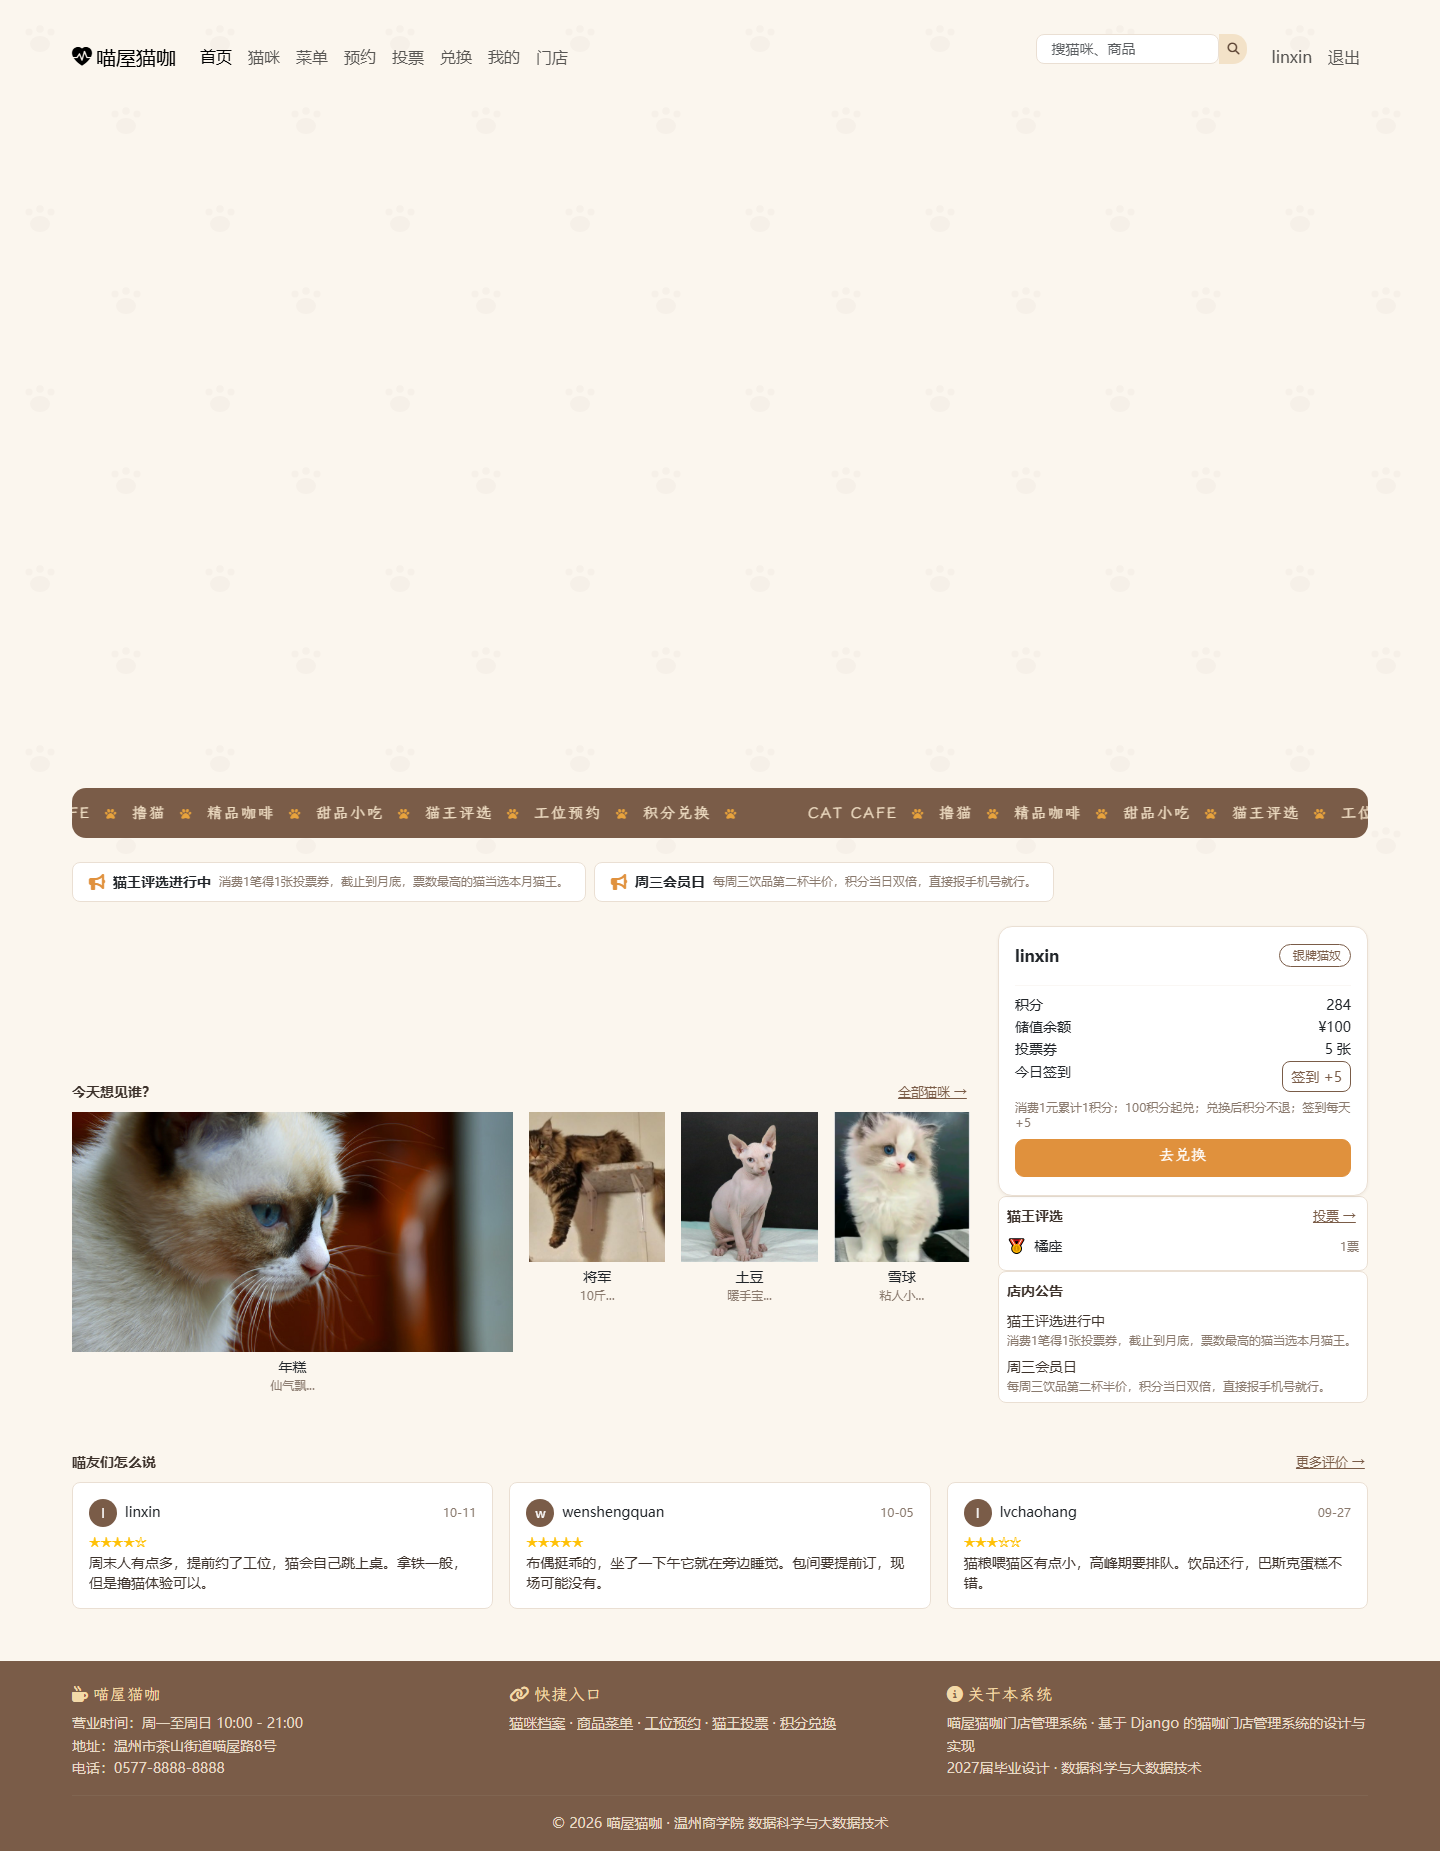 喵屋猫咖 首页 猫咪 菜单 预约 投票 兑换 我的 门店 搜猫咪、商品 linxin 退出
FE 撸猫 精品咖啡 甜品小吃 猫王评选 工位预约 积分兑换 CAT CAFE 撸猫 精品咖啡 甜品小吃 猫王评选 工位
猫王评选进行中 消费1笔得1张投票券，截止到月底，票数最高的猫当选本月猫王。
周三会员日 每周三饮品第二杯半价，积分当日双倍，直接报手机号就行。
今天想见谁？ 全部猫咪 →
年糕
仙气飘...
将军
10斤...
土豆
暖手宝...
雪球
粘人小...
linxin 银牌猫奴
积分 284
储值余额 ¥100
投票券 5 张
今日签到 签到 +5
消费1元累计1积分；100积分起兑；兑换后积分不退；签到每天
+5
去兑换
猫王评选 投票 →
橘座 1票
店内公告
猫王评选进行中
消费1笔得1张投票券，截止到月底，票数最高的猫当选本月猫王。
周三会员日
每周三饮品第二杯半价，积分当日双倍，直接报手机号就行。
喵友们怎么说 更多评价 →
l linxin 10-11
★★★★☆
周末人有点多，提前约了工位，猫会自己跳上桌。拿铁一般，
但是撸猫体验可以。
w wenshengquan 10-05
★★★★★
布偶挺乖的，坐了一下午它就在旁边睡觉。包间要提前订，现
场可能没有。
l lvchaohang 09-27
★★★☆☆
猫粮喂猫区有点小，高峰期要排队。饮品还行，巴斯克蛋糕不
错。
喵屋猫咖
营业时间：周一至周日 10:00 - 21:00
地址：温州市茶山街道喵屋路8号
电话：0577-8888-8888
快捷入口
猫咪档案 · 商品菜单 · 工位预约 · 猫王投票 · 积分兑换
关于本系统
喵屋猫咖门店管理系统 · 基于 Django 的猫咖门店管理系统的设计与
实现
2027届毕业设计 · 数据科学与大数据技术
© 2026 喵屋猫咖 · 温州商学院 数据科学与大数据技术